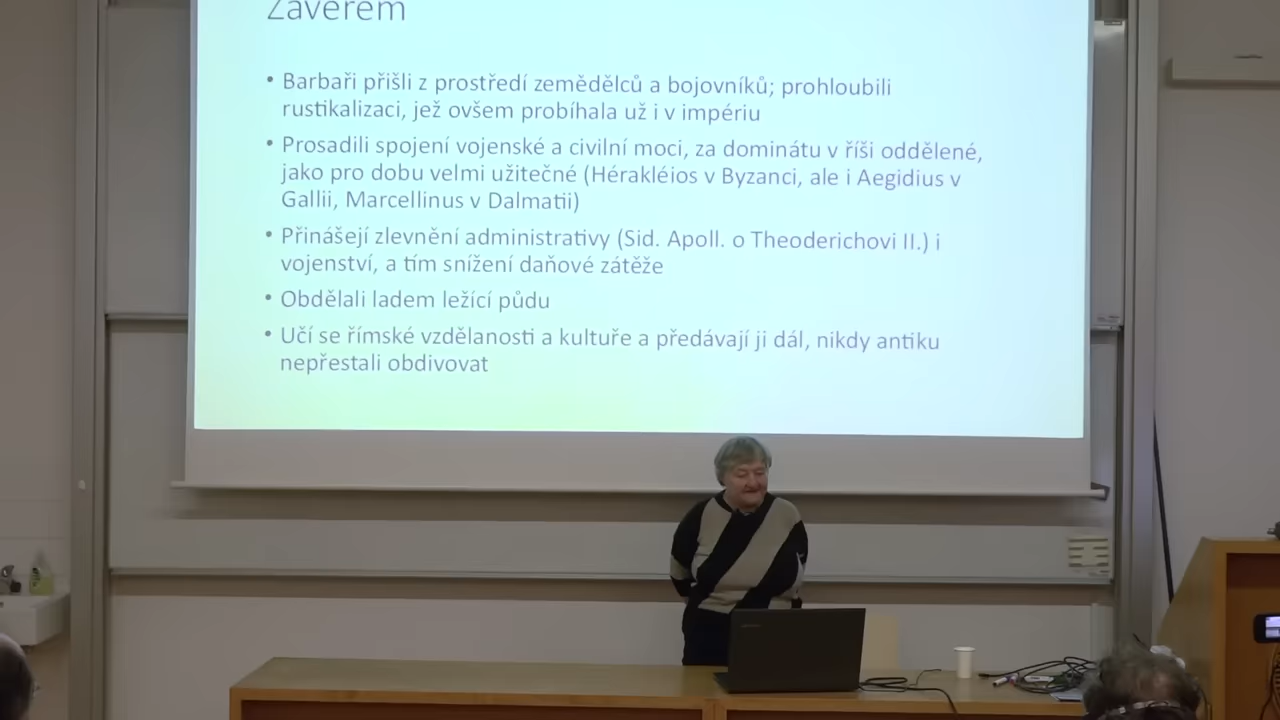 Závěrem
• Barbaři přišli z prostředí zemědělců a bojovníků; prohloubili
rustikalizaci, jež ovšem probíhala už i v impériu
• Prosadili spojení vojenské a civilní moci, za dominátu v říši oddělené,
jako pro dobu velmi užitečné (Hérakléios v Byzanci, ale i Aegidius v
Gallii, Marcellinus v Dalmatii)
• Přinášejí zlevnění administrativy (Sid. Apoll. o Theoderichovi II.) i
vojenství, a tím snížení daňové zátěže
• Obdělali ladem ležící půdu
• Učí se římské vzdělanosti a kultuře a předávají ji dál, nikdy antiku
nepřestali obdivovat